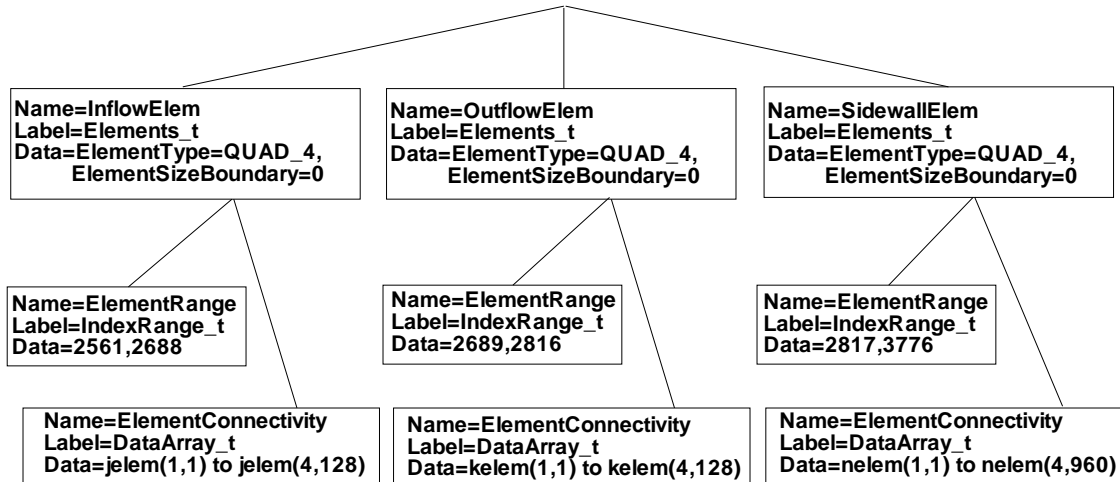 Name=InflowElem
Label=Elements_t
Data=ElementType=QUAD_4,
ElementSizeBoundary=0
Name=OutflowElem
Label=Elements_t
Data=ElementType=QUAD_4,
ElementSizeBoundary=0
Name=SidewallElem
Label=Elements_t
Data=ElementType=QUAD_4,
ElementSizeBoundary=0
Name=ElementRange
Label=IndexRange_t
Data=2561,2688
Name=ElementRange
Label=IndexRange_t
Data=2689,2816
Name=ElementRange
Label=IndexRange_t
Data=2817,3776
Name=ElementConnectivity
Label=DataArray_t
Data=jelem(1,1) to jelem(4,128)
Name=ElementConnectivity
Label=DataArray_t
Data=kelem(1,1) to kelem(4,128)
Name=ElementConnectivity
Label=DataArray_t
Data=nelem(1,1) to nelem(4,960)